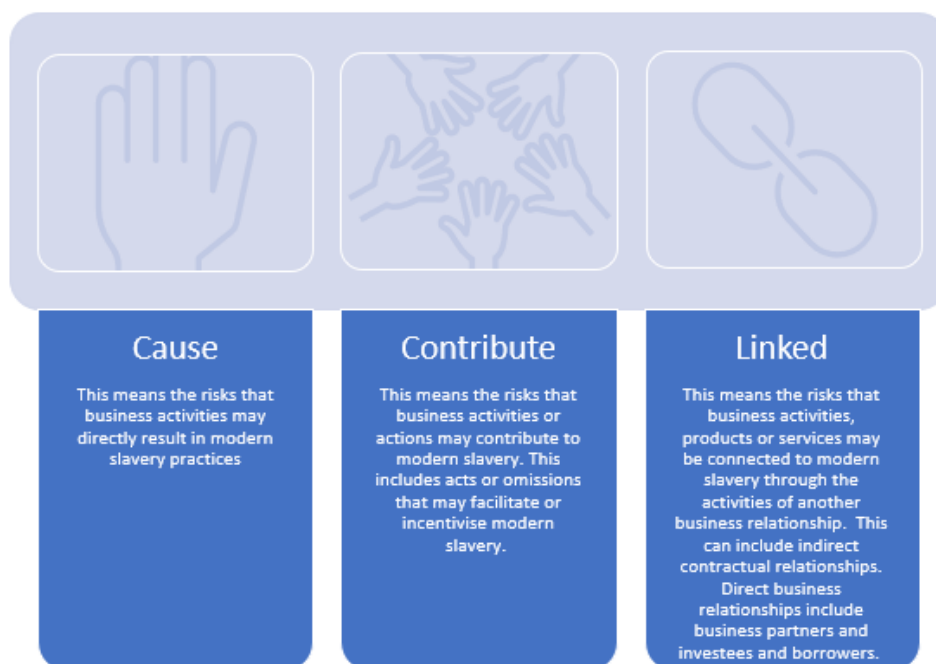 Cause
This means the risks that
business activities may
directly result in modern
slavery practices
Contribute
This means the risks that
business activities or
actions may contribute to
modern slavery. This
includes acts or omissions
that may facilitate or
incentivise modern
slavery.
Linked
This means the risks that
business activities,
products or services may
be connected to modern
slavery through the
activities of another
business relationship. This
can include indirect
contractual relationships.
Direct business
relationships include
business partners and
investees and borrowers.